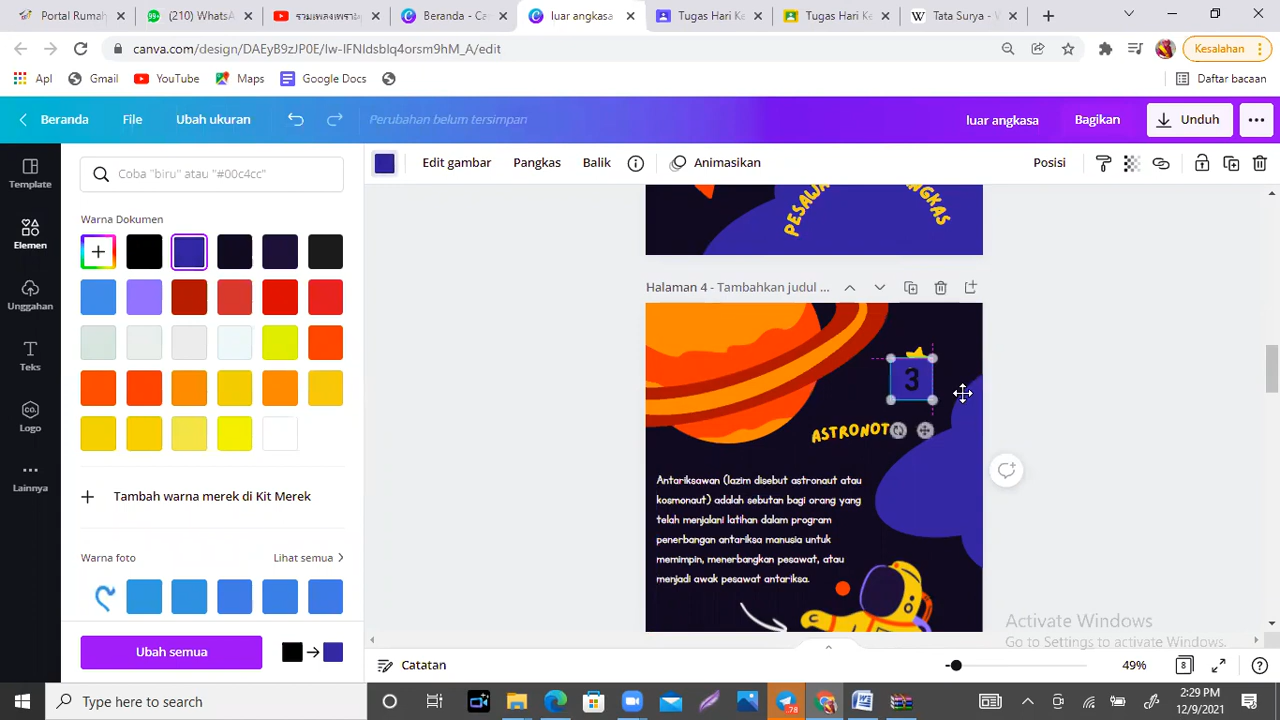 Portal Rumah
(210) WhatsA
Beranda - Ca
luar angkasa
Tugas Hari Ke
Tugas Hari Ke
Tata Surya - W
canva.com/design/DAEyB9zJP0E/Iw-IFNIdsbIq4orsm9hM_A/edit
Kesalahan
Apl
Gmail
YouTube
Maps
Google Docs
Daftar bacaan
Beranda
File
Ubah ukuran
Perubahan belum tersimpan
luar angkasa
Bagikan
Unduh
Template
Elemen
Unggahan
Teks
Logo
Lainnya
Coba "biru" atau "#00c4cc"
Warna Dokumen
Tambah warna merek di Kit Merek
Warna foto
Lihat semua
Ubah semua
Edit gambar
Pangkas
Balik
Animasikan
Posisi
PESAWA
NGKAS
Halaman 4 - Tambahkan judul ...
3
ASTRONOT
Antariksawan (lazim disebut astronaut atau
kosmonaut) adalah sebutan bagi orang yang
telah menjalani latihan dalam program
penerbangan antariksa manusia untuk
memimpin, menerbangkan pesawat, atau
menjadi awak pesawat antariksa.
Activate Windows
Go to Settings to activate Windows.
Catatan
49%
8
Type here to search
78
2:29 PM
12/9/2021